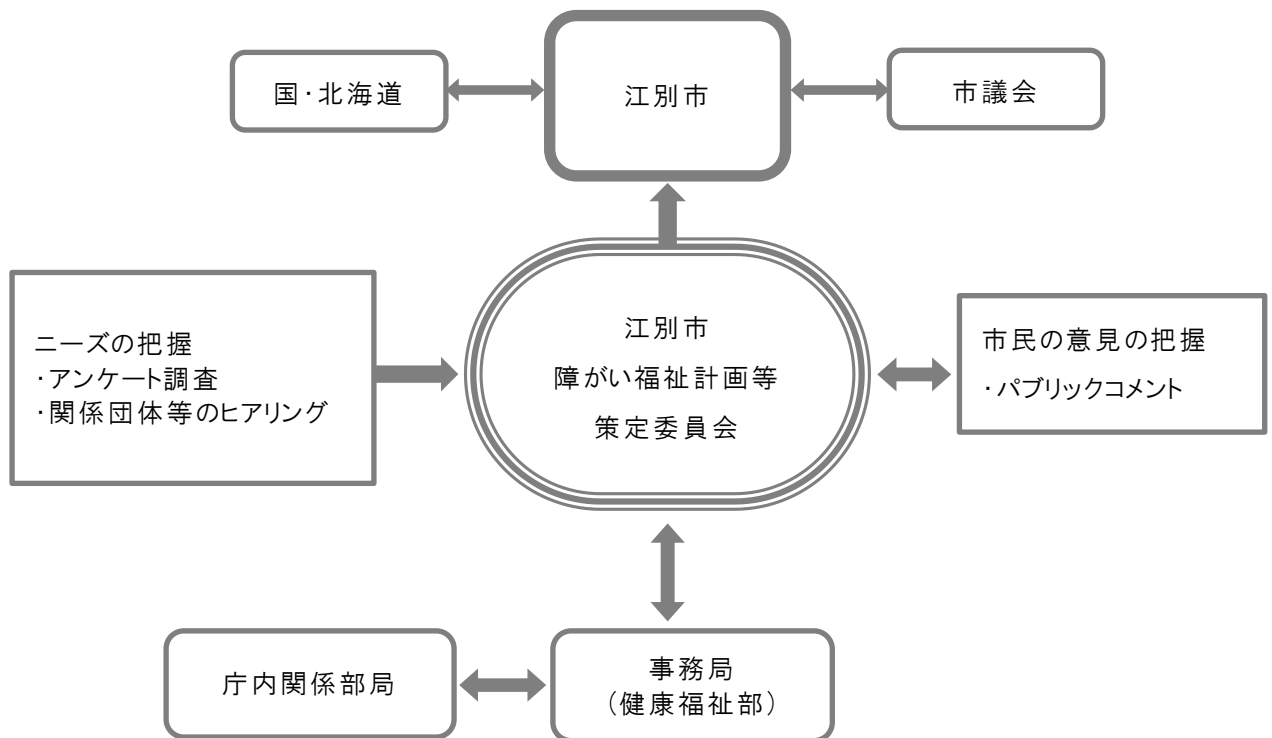 国・北海道
江別市
市議会
江別市
障がい福祉計画等
策定委員会
ニーズの把握
・アンケート調査
・関係団体等のヒアリング
市民の意見の把握
・パブリックコメント
庁内関係部局
事務局
(健康福祉部)